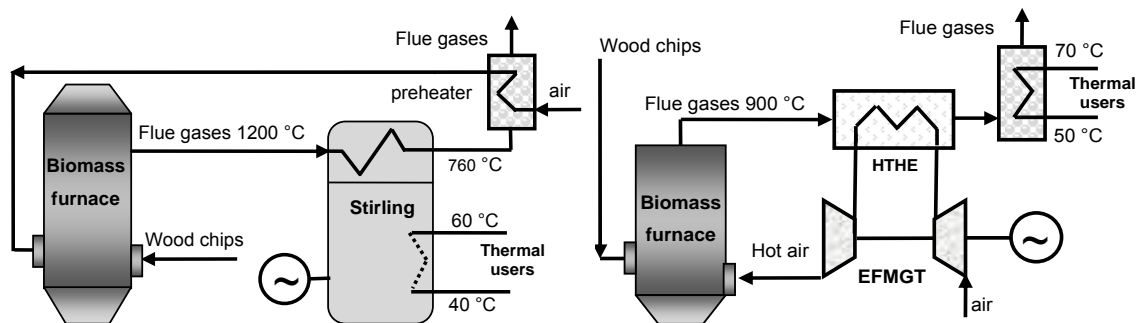 Flue gases
preheater
air
Flue gases 1200 °C
760 °C
Biomass
furnace
Stirling
Wood chips
60 °C
Thermal
users
40 °C
~
Wood chips
Flue gases
70 °C
Thermal
users
50 °C
Flue gases 900 °C
HTHE
Biomass
furnace
Hot air
EFMGT
air
~